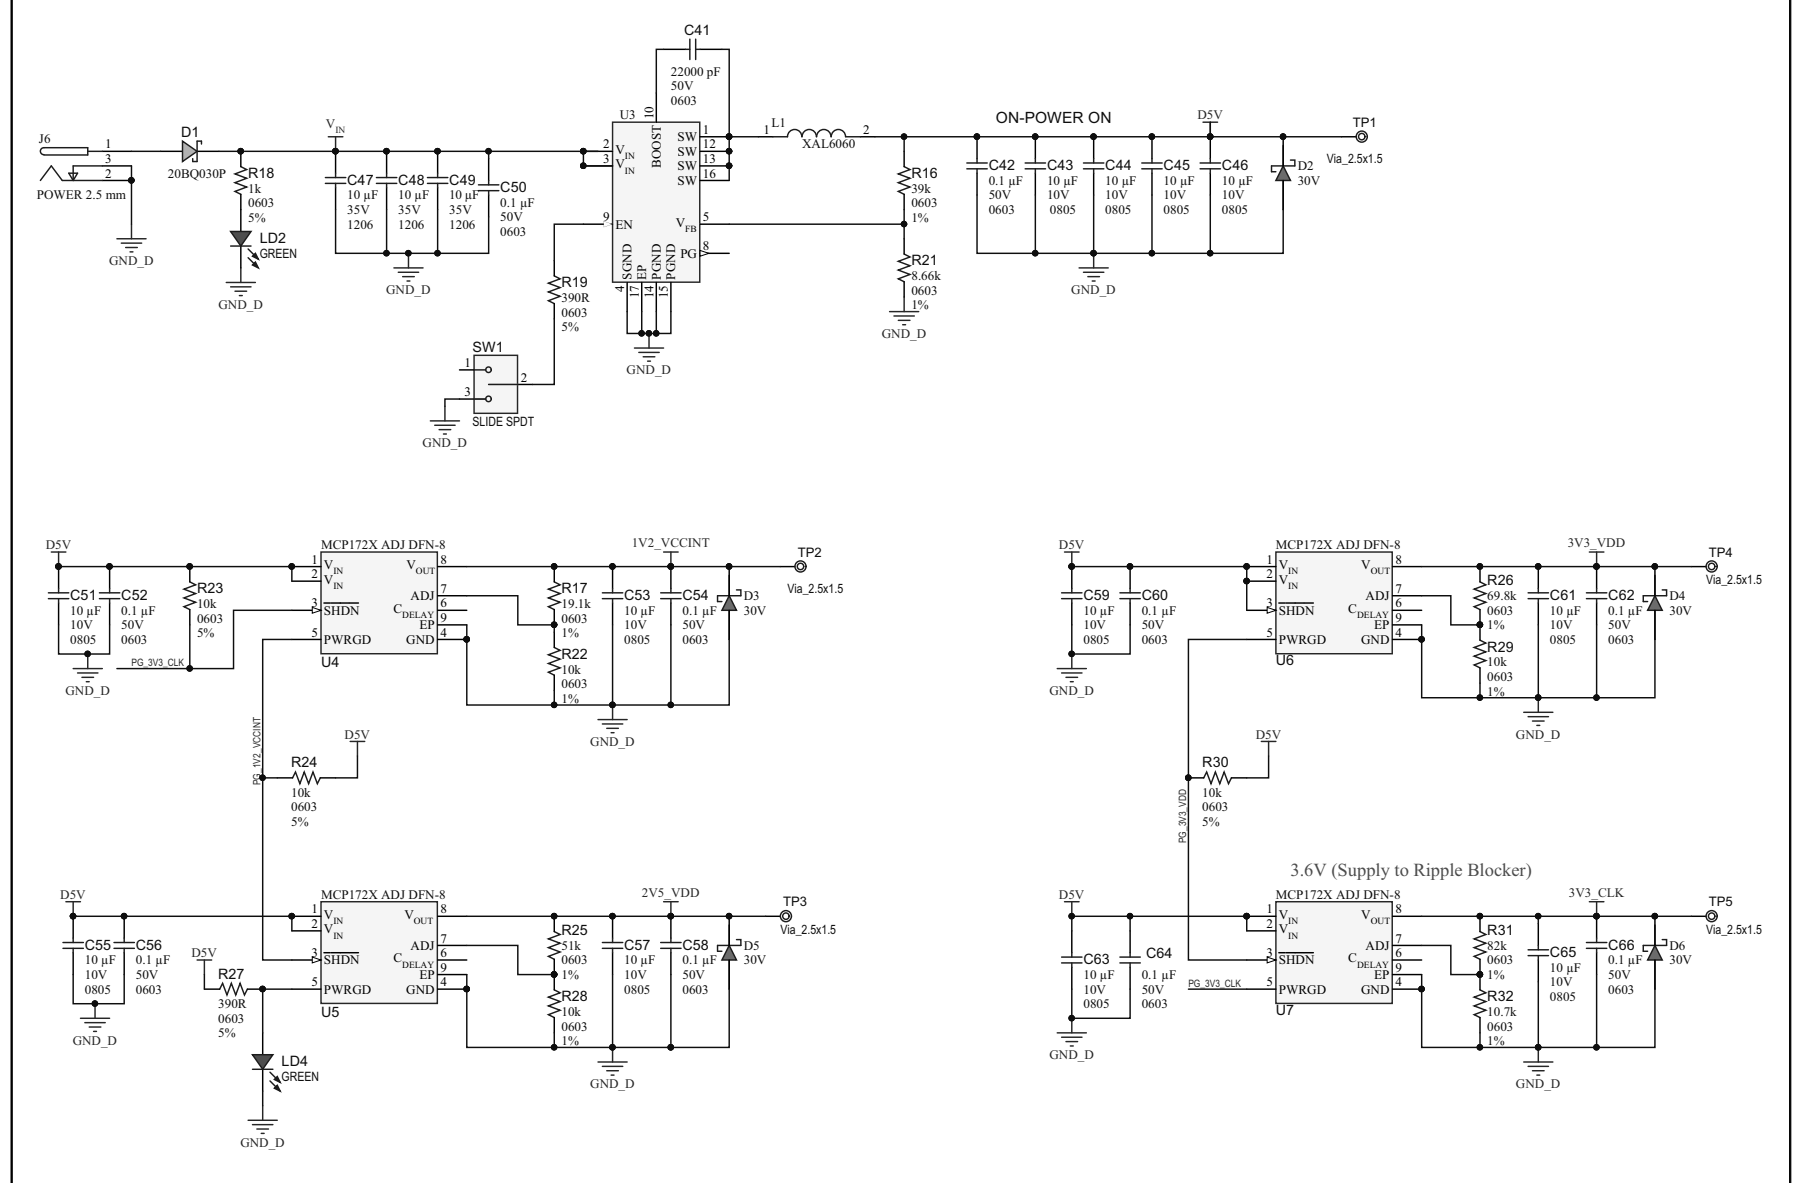 C41
22000 pF
50V
0603
U3
10
BOOST
J6
1
3
2
POWER 2.5 mm
GND_D
D1
20BQ030P
R18
1k
0603
5%
LD2
GREEN
GND_D
VIN
C47
10 µF
35V
1206
C48
10 µF
35V
1206
C49
10 µF
35V
1206
C50
0.1 µF
50V
0603
GND_D
2
VIN
3
VIN
9
EN
SW
1
SW
12
SW
13
SW
16
VFB
5
PG
8
SGND
EP
PGND
PGND
4
17
14
15
GND_D
R19
390R
0603
5%
SW1
1
3
2
SLIDE SPDT
GND_D
1
L1
2
XAL6060
R16
39k
0603
1%
R21
8.66k
0603
1%
GND_D
ON-POWER ON
D5V
TP1
Via_2.5x1.5
C42
0.1 µF
50V
0603
C43
10 µF
10V
0805
C44
10 µF
10V
0805
C45
10 µF
10V
0805
C46
10 µF
10V
0805
D2
30V
GND_D
D5V
C51
10 µF
10V
0805
C52
0.1 µF
50V
0603
GND_D
R23
10k
0603
5%
PG_3V3_CLK
MCP172X ADJ DFN-8
1
VIN
2
VIN
3
SHDN
5
PWRGD
VOUT
8
ADJ
7
CDELAY
6
EP
9
GND
4
U4
1V2_VCCINT
TP2
Via_2.5x1.5
R17
19.1k
0603
1%
R22
10k
0603
1%
C53
10 µF
10V
0805
C54
0.1 µF
50V
0603
D3
30V
GND_D
PG_1V2_VCCINT
D5V
R24
10k
0603
5%
D5V
C55
10 µF
10V
0805
C56
0.1 µF
50V
0603
GND_D
D5V
R27
390R
0603
5%
LD4
GREEN
GND_D
MCP172X ADJ DFN-8
1
VIN
2
VIN
3
SHDN
5
PWRGD
VOUT
8
ADJ
7
CDELAY
6
EP
9
GND
4
U5
2V5_VDD
TP3
Via_2.5x1.5
R25
51k
0603
1%
R28
10k
0603
1%
C57
10 µF
10V
0805
C58
0.1 µF
50V
0603
D5
30V
GND_D
D5V
C59
10 µF
10V
0805
C60
0.1 µF
50V
0603
GND_D
MCP172X ADJ DFN-8
1
VIN
2
VIN
3
SHDN
5
PWRGD
VOUT
8
ADJ
7
CDELAY
6
EP
9
GND
4
U6
3V3_VDD
TP4
Via_2.5x1.5
R26
69.8k
0603
1%
R29
10k
0603
1%
C61
10 µF
10V
0805
C62
0.1 µF
50V
0603
D4
30V
GND_D
PG_3V3_VDD
D5V
R30
10k
0603
5%
3.6V (Supply to Ripple Blocker)
D5V
C63
10 µF
10V
0805
C64
0.1 µF
50V
0603
GND_D
PG_3V3_CLK
MCP172X ADJ DFN-8
1
VIN
2
VIN
3
SHDN
5
PWRGD
VOUT
8
ADJ
7
CDELAY
6
EP
9
GND
4
U7
3V3_CLK
TP5
Via_2.5x1.5
R31
82k
0603
1%
R32
10.7k
0603
1%
C65
10 µF
10V
0805
C66
0.1 µF
50V
0603
D6
30V
GND_D